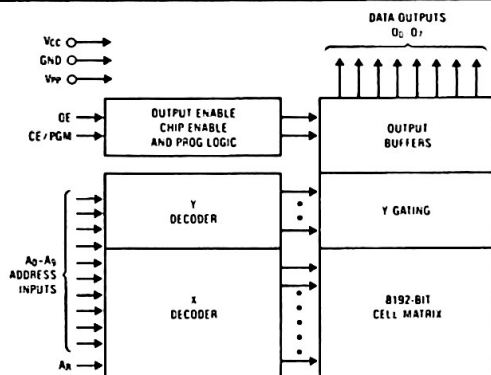 DATA OUTPUTS
O0 O7
VCC
GND
VPP
OE
CE/PGM
OUTPUT ENABLE
CHIP ENABLE
AND PROG LOGIC
OUTPUT
BUFFERS
Y
DECODER
Y GATING
A0-A9
ADDRESS
INPUTS
X
DECODER
8192-BIT
CELL MATRIX
AR